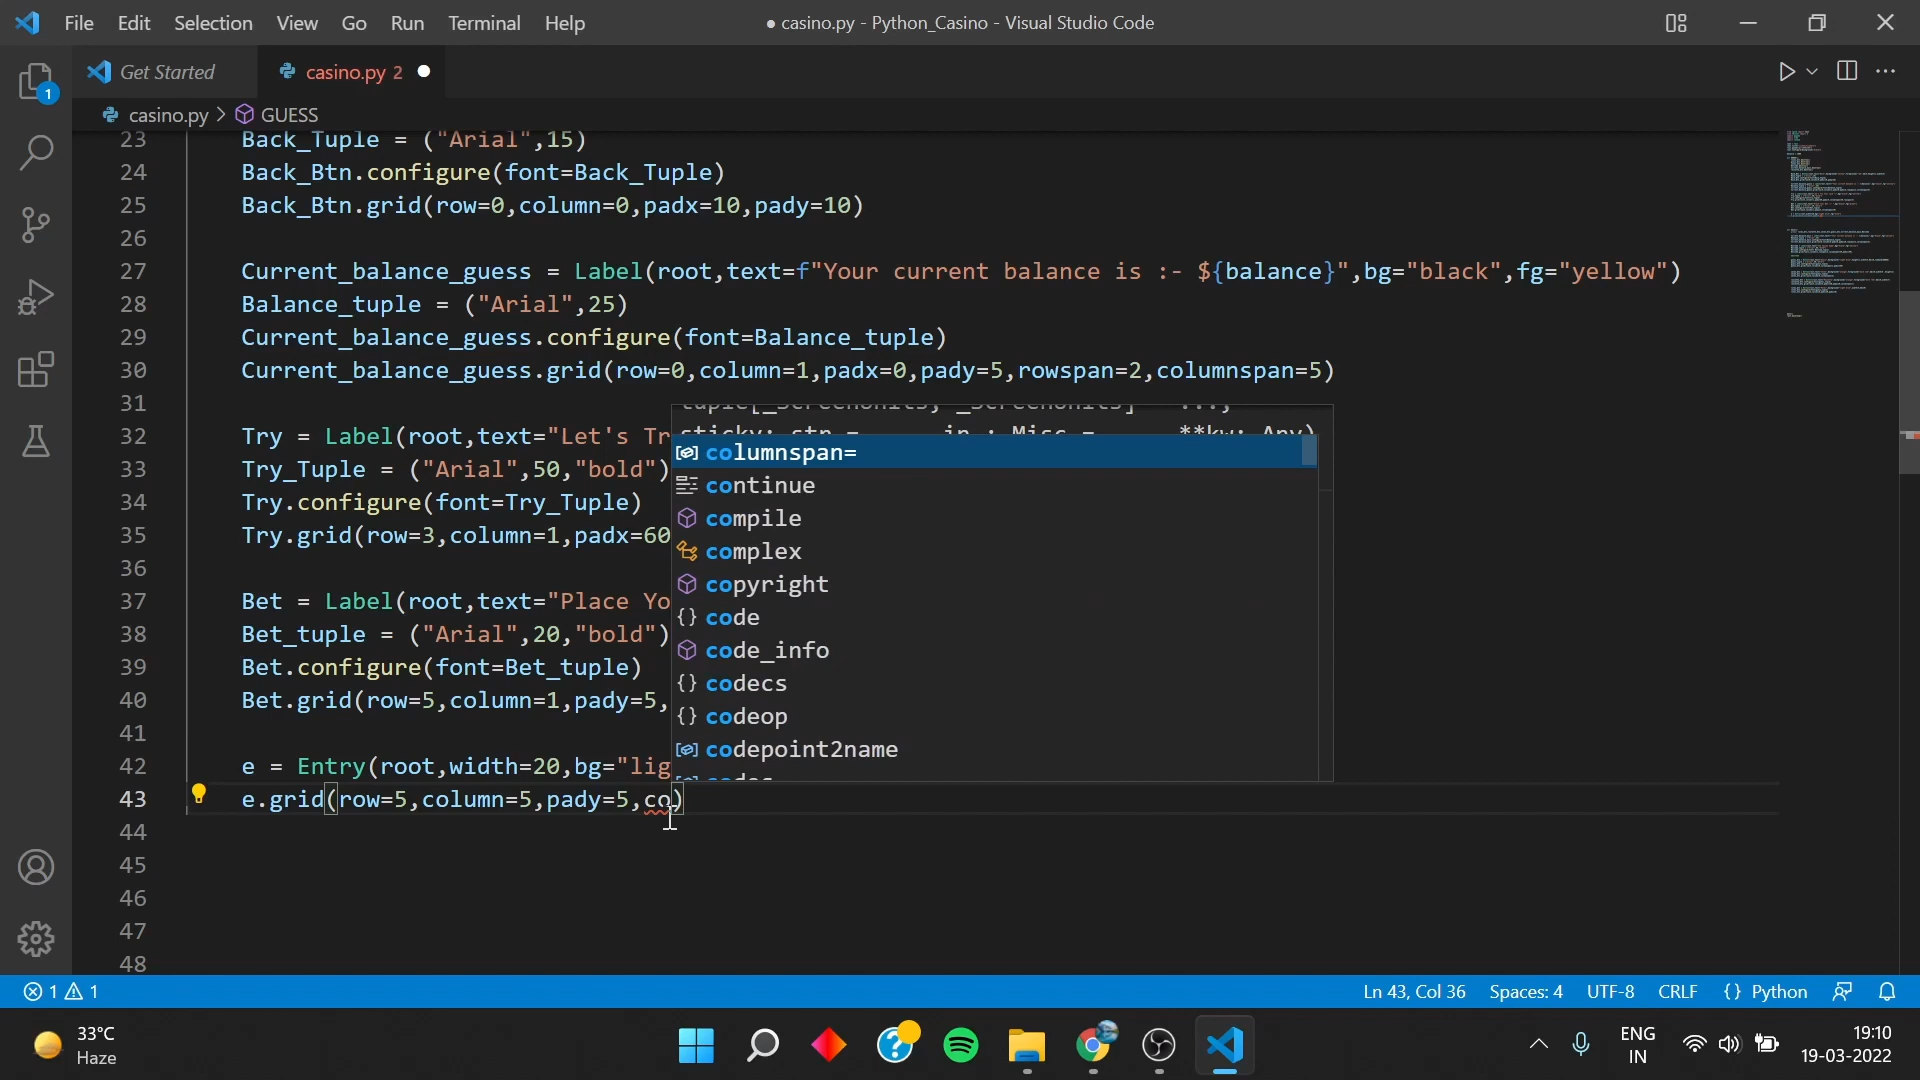 File Edit Selection View Go Run Terminal Help
● casino.py - Python_Casino - Visual Studio Code
Get Started
casino.py 2 ●
casino.py > GUESS
23 Back_Tuple = ("Arial",15)
24 Back_Btn.configure(font=Back_Tuple)
25 Back_Btn.grid(row=0,column=0,padx=10,pady=10)
26
27 Current_balance_guess = Label(root,text=f"Your current balance is :- ${balance}",bg="black",fg="yellow")
28 Balance_tuple = ("Arial",25)
29 Current_balance_guess.configure(font=Balance_tuple)
30 Current_balance_guess.grid(row=0,column=1,padx=0,pady=5,rowspan=2,columnspan=5)
31
32 Try = Label(root,text="Let's Tr
33 Try_Tuple = ("Arial",50,"bold")
34 Try.configure(font=Try_Tuple)
35 Try.grid(row=3,column=1,padx=60
36
37 Bet = Label(root,text="Place Yo
38 Bet_tuple = ("Arial",20,"bold")
39 Bet.configure(font=Bet_tuple)
40 Bet.grid(row=5,column=1,pady=5,
41
42 e = Entry(root,width=20,bg="lig
43 e.grid(row=5,column=5,pady=5,co)
44
45
46
47
48
columnspan=
continue
compile
complex
copyright
code
code_info
codecs
codeop
codepoint2name
1
1 1
Ln 43, Col 36 Spaces: 4 UTF-8 CRLF {} Python
33°C
Haze
ENG
IN
19:10
19-03-2022